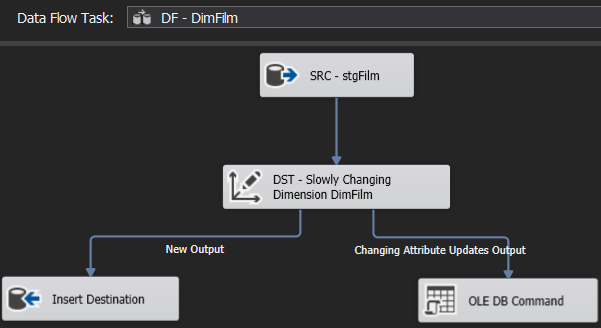 Data Flow Task: DF - DimFilm
SRC - stgFilm
DST - Slowly Changing
Dimension DimFilm
New Output
Changing Attribute Updates Output
Insert Destination
OLE DB Command